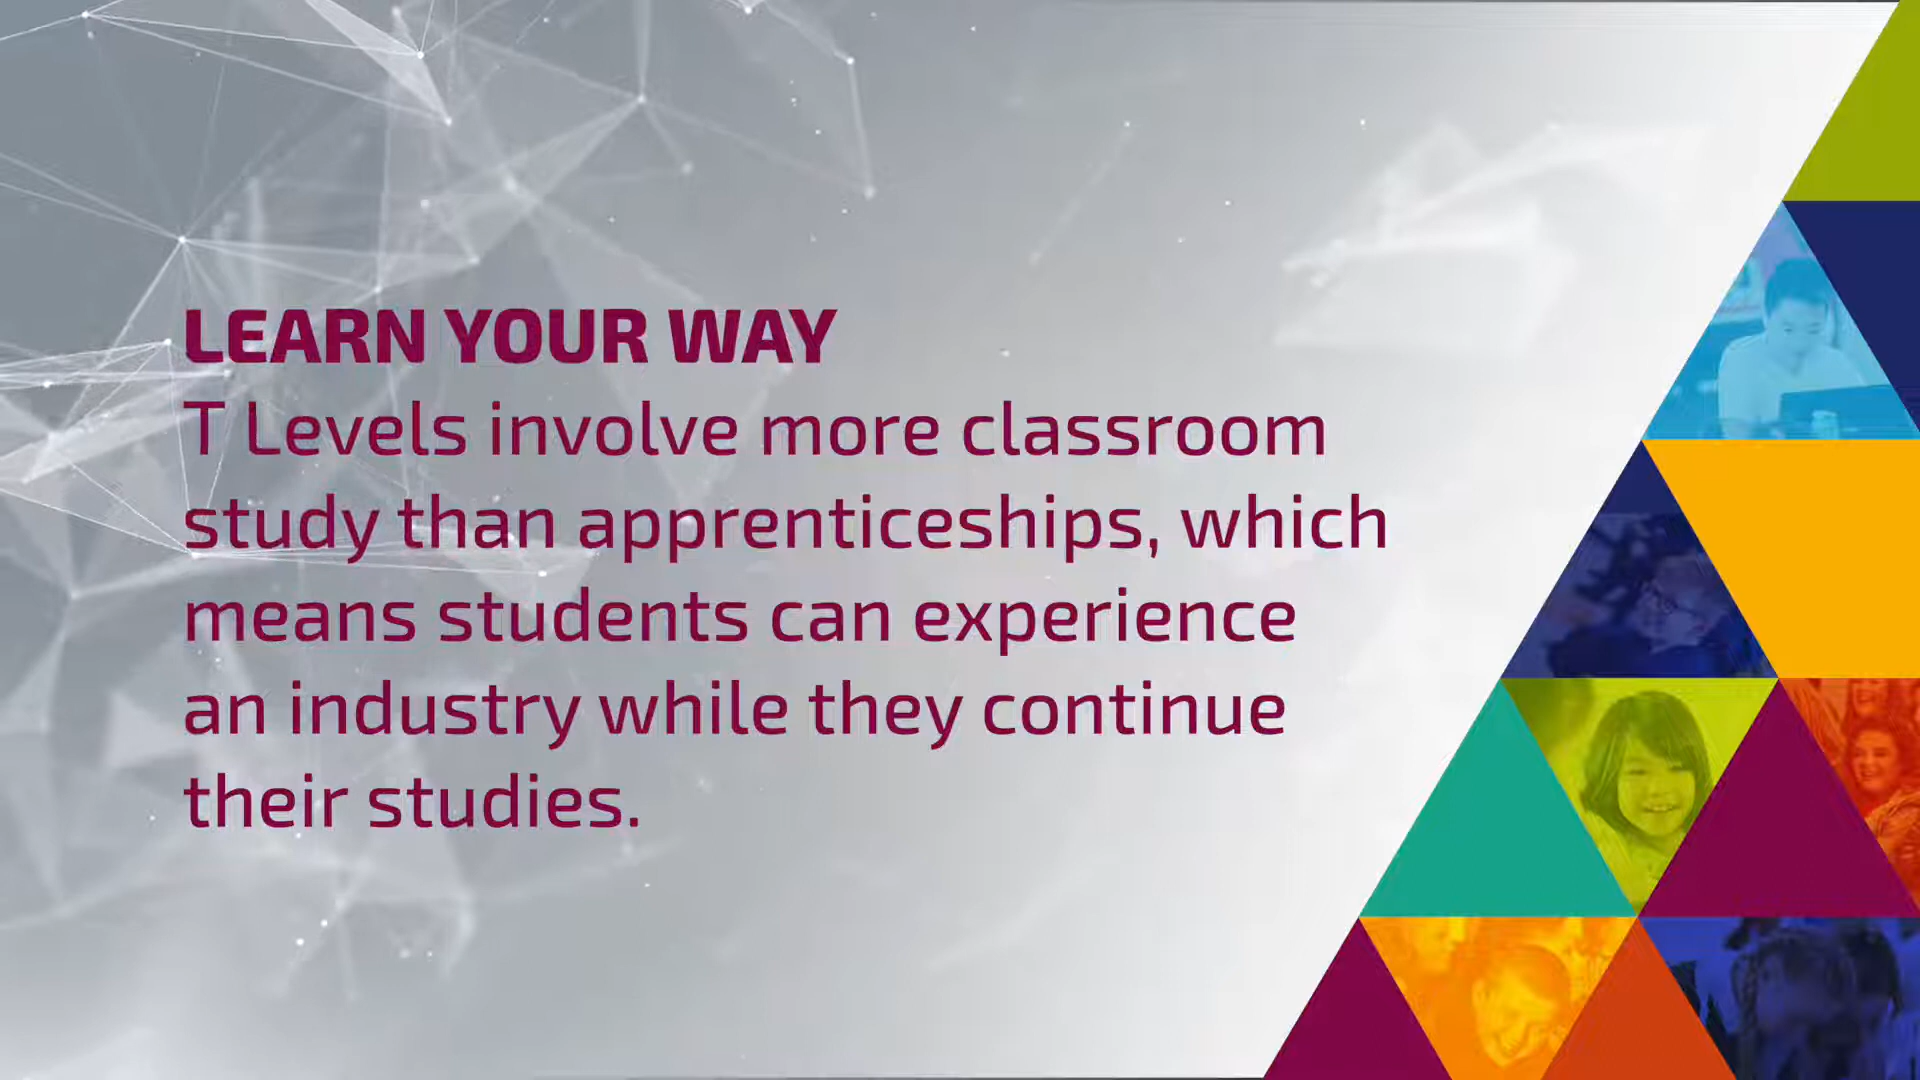 LEARN YOUR WAY
T Levels involve more classroom
study than apprenticeships, which
means students can experience
an industry while they continue
their studies.